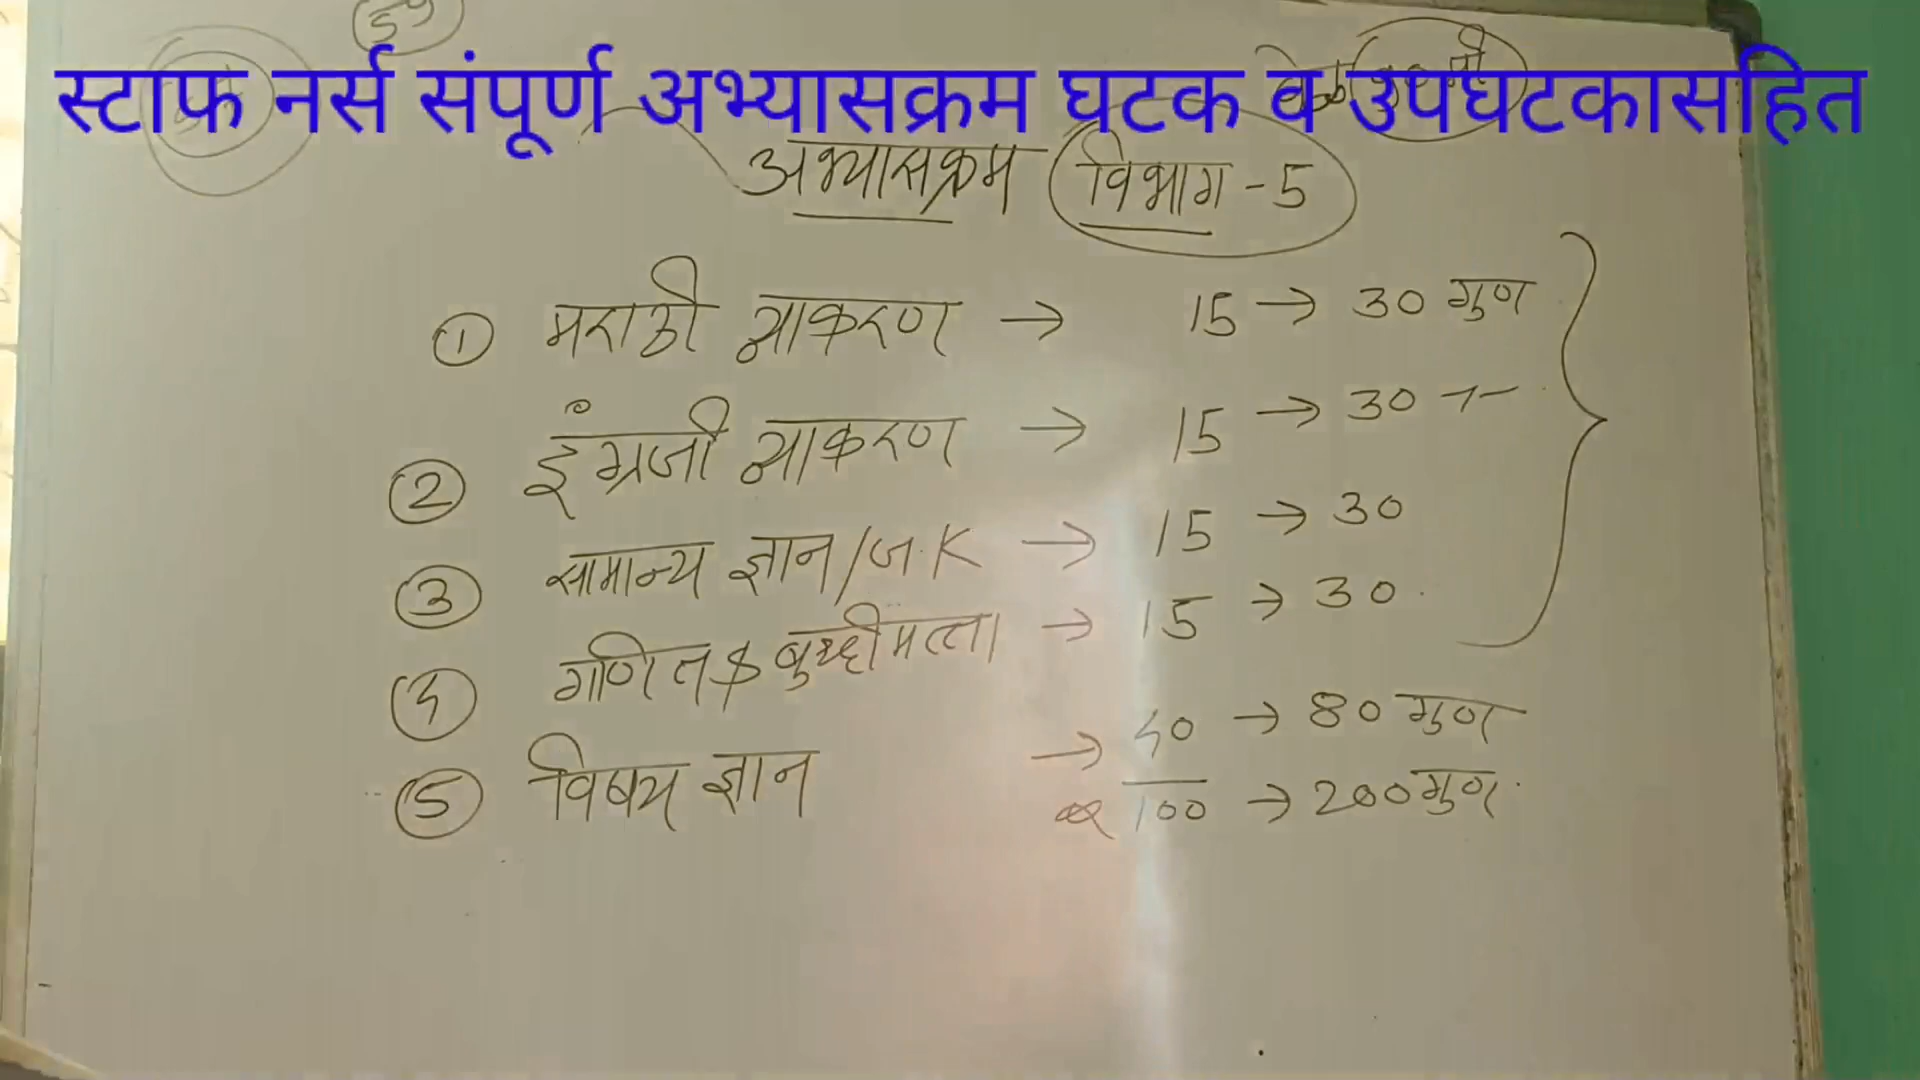 स्टाफ नर्स संपूर्ण अभ्यासक्रम घटक व उपघटकासहित
अभ्यासक्रम विभाग - 5
① मराठी व्याकरण → 15 → 30 गुण
② इंग्रजी व्याकरण → 15 → 30
③ सामान्य ज्ञान/ज.K → 15 → 30
④ गणित & बुध्दीमत्ता → 15 → 30
⑤ विषय ज्ञान → 40 → 80 गुण
100 → 200 गुण